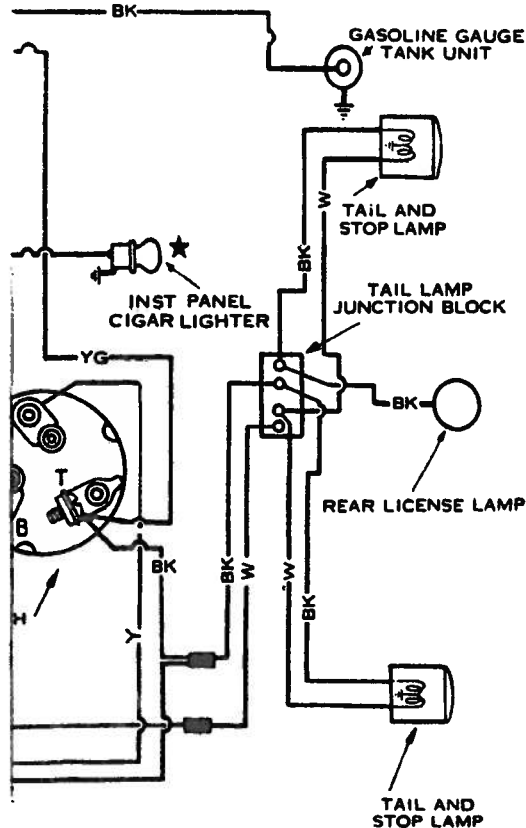 BK
GASOLINE GAUGE
TANK UNIT
W
TAIL AND
STOP LAMP
BK
INST PANEL
CIGAR LIGHTER
TAIL LAMP
JUNCTION BLOCK
YG
BK
REAR LICENSE LAMP
T
B
BK
BK
W
W
BK
H
Y
TAIL AND
STOP LAMP